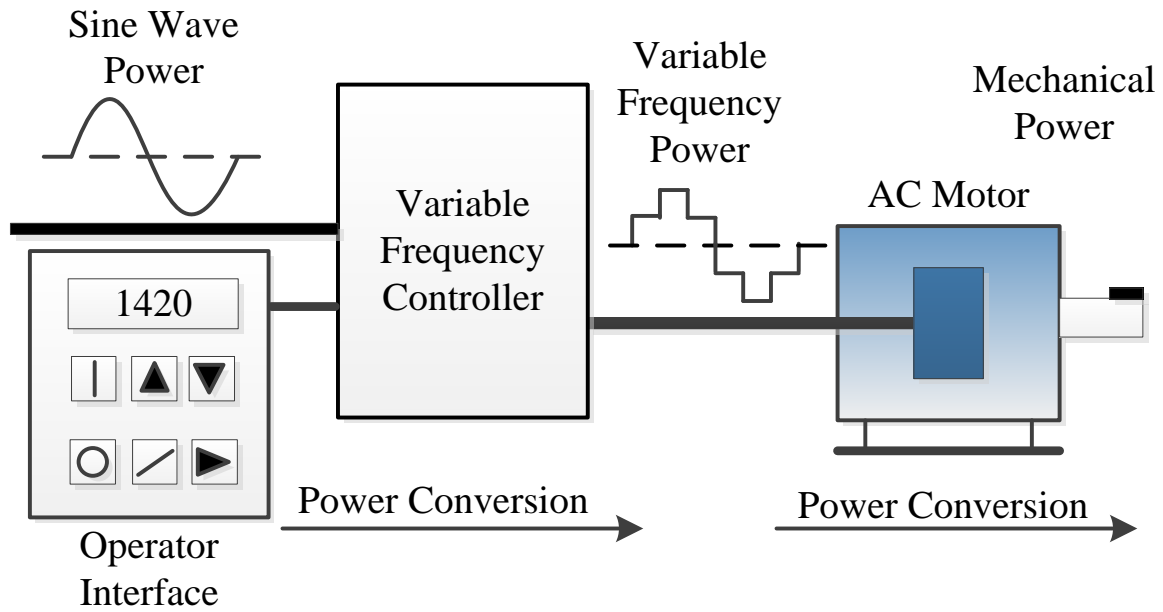 Sine Wave
Power
Variable
Frequency
Power
Mechanical
Power
AC Motor
Variable
Frequency
Controller
1420
Power Conversion
Power Conversion
Operator
Interface